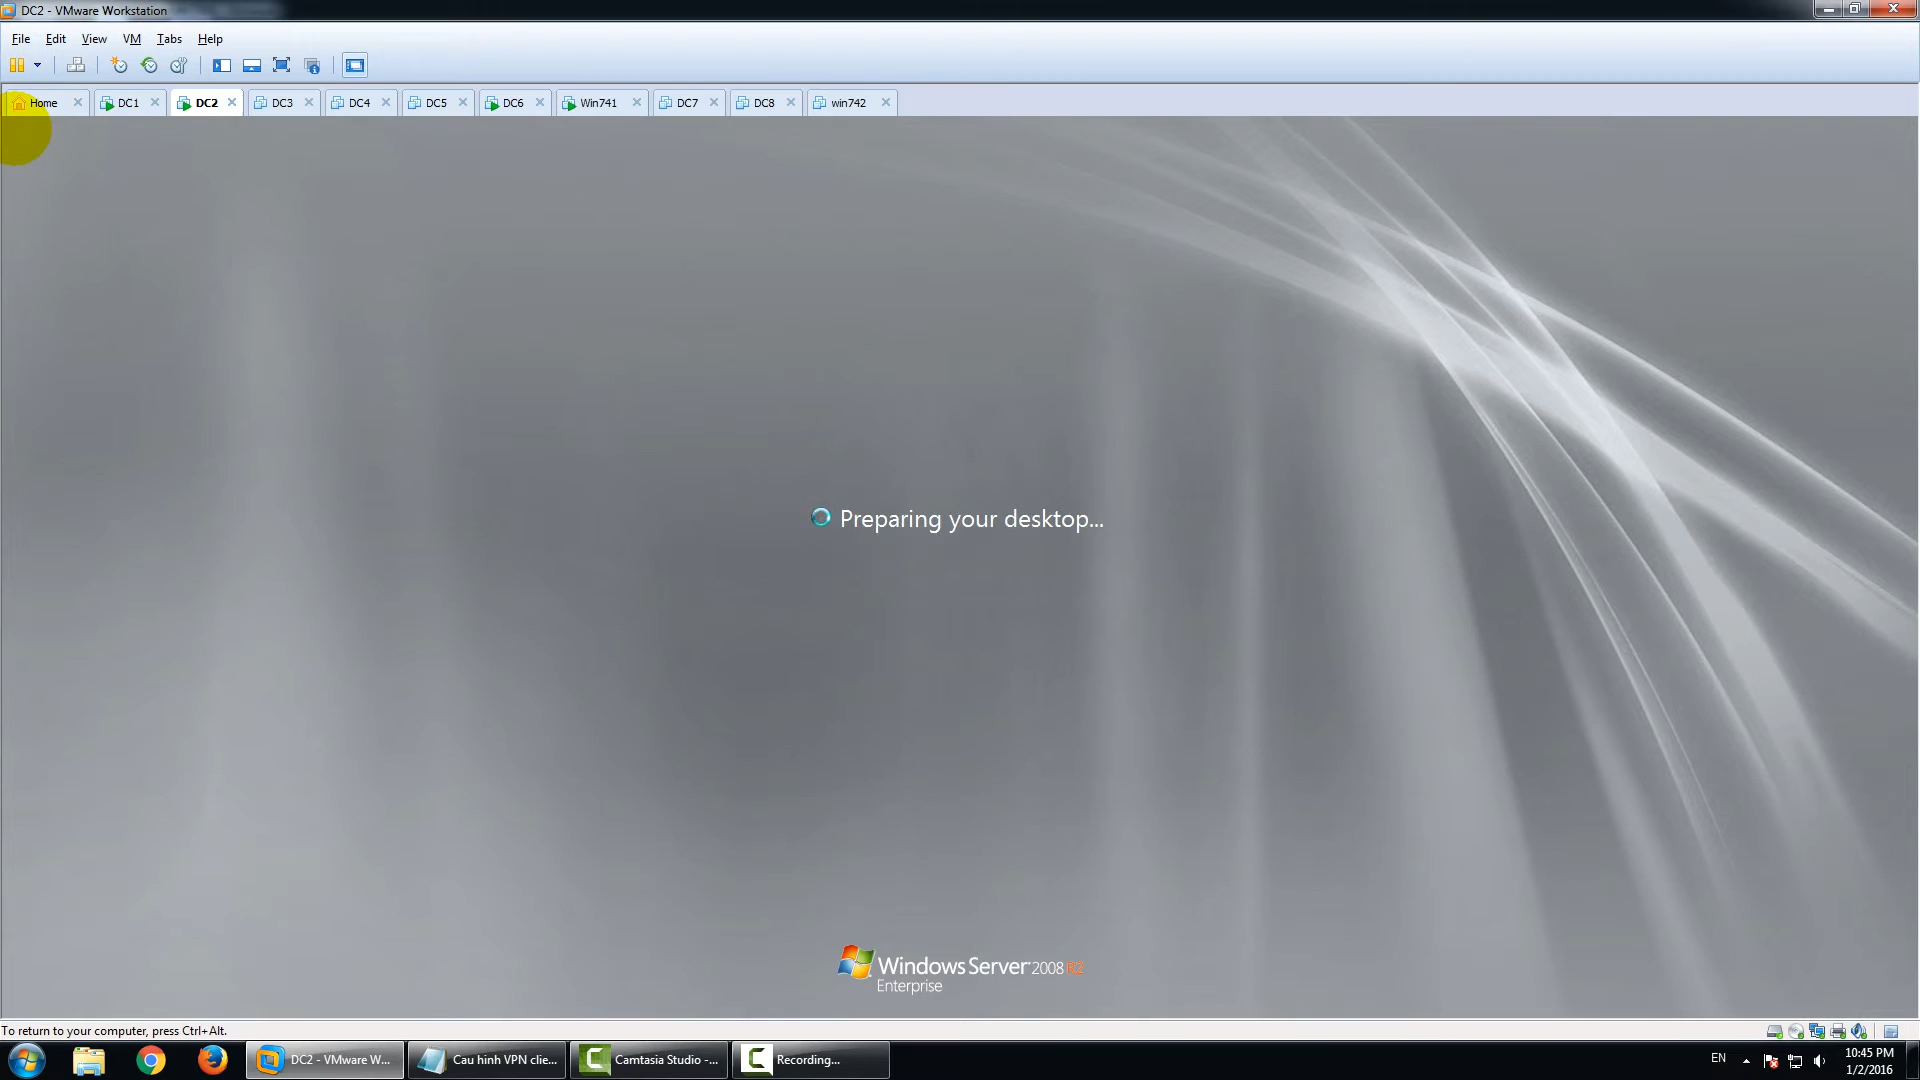 DC2 - VMware Workstation
File Edit View VM Tabs Help
Home DC1 DC2 DC3 DC4 DC5 DC6 Win741 DC7 DC8 win742
Preparing your desktop...
Windows Server 2008 R2
Enterprise
To return to your computer, press Ctrl+Alt.
DC2 - VMware W... Cau hinh VPN clie... Camtasia Studio -... Recording... EN 10:45 PM
1/2/2016